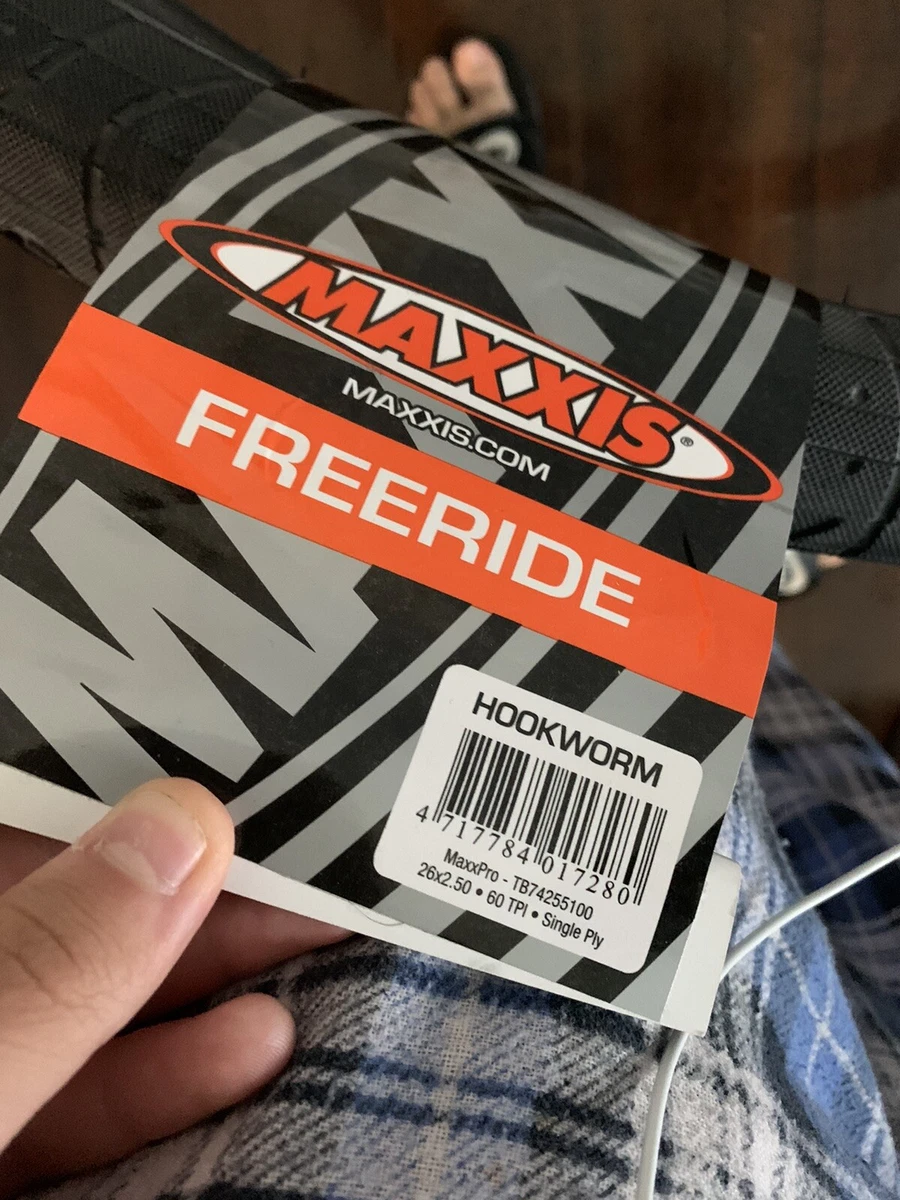 MAXXIS®
MAXXIS.COM
FREERIDE
HOOKWORM
4 717784 017280
MaxxPro - TB74255100
26x2.50 • 60 TPI • Single Ply